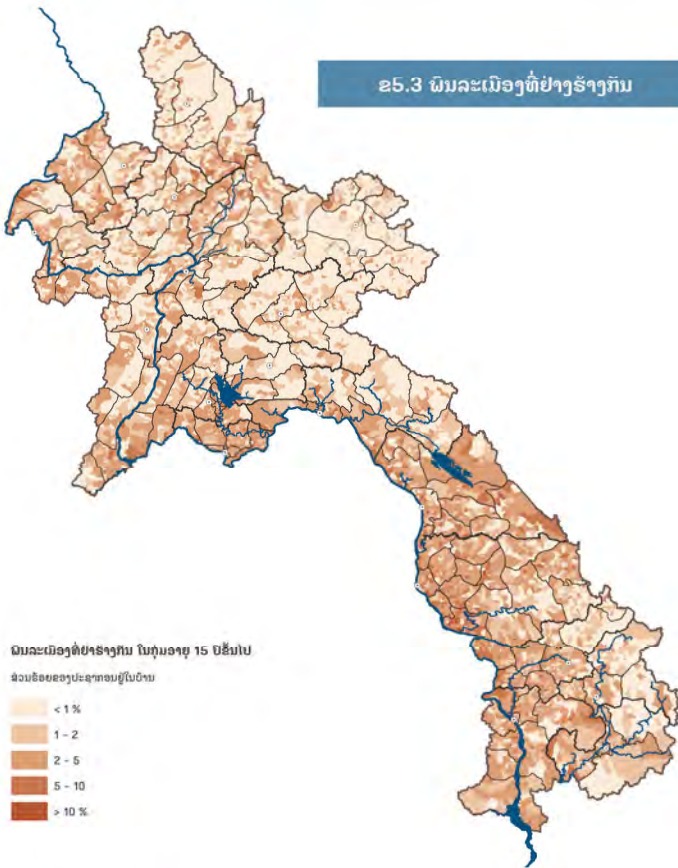 ຂ5.3 ພົນລະເມືອງທີ່ຢ່າງຮ້າງກັນ
ພົນລະເມືອງທີ່ຢາຮ້າງກັນ ໃນກຸ່ມອາຍຸ 15 ປີຂຶ້ນໄປ
ສ່ວນຮ້ອຍຂອງປະຊາກອນຢູ່ໃນບ້ານ
< 1 %
1 - 2
2 - 5
5 - 10
> 10 %